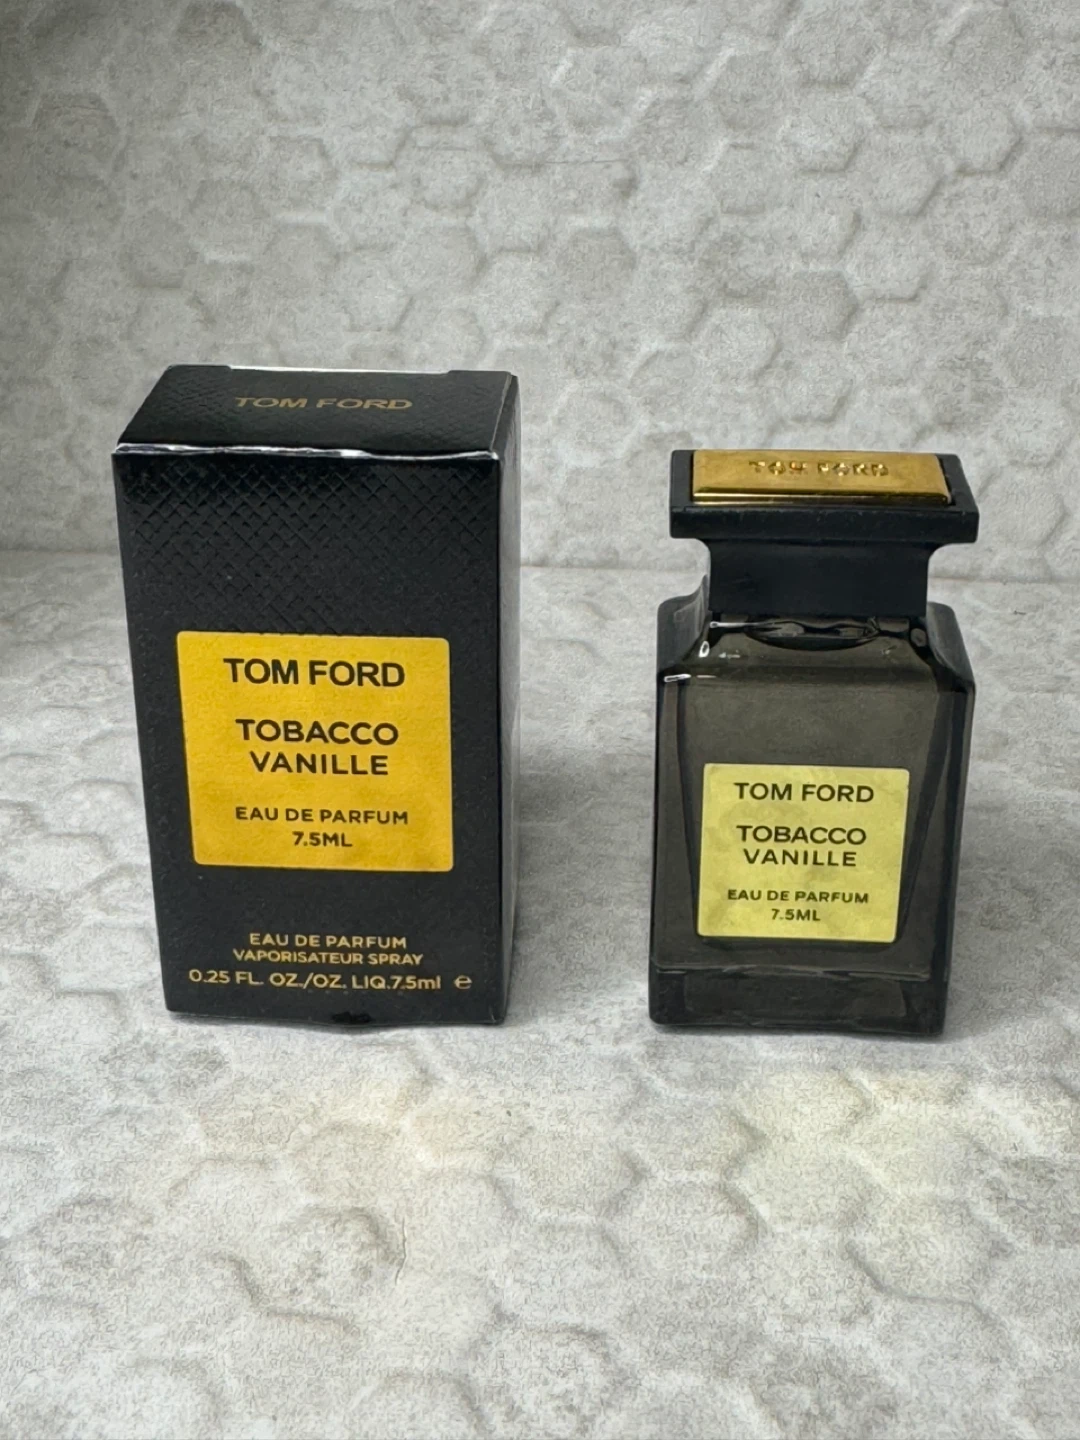 TOM FORD
TOM FORD
TOBACCO
VANILLE
EAU DE PARFUM
7.5ML
EAU DE PARFUM
VAPORISATEUR SPRAY
0.25 FL. OZ./OZ. LIQ.7.5ml e
TOM FORD
TOM FORD
TOBACCO
VANILLE
EAU DE PARFUM
7.5ML